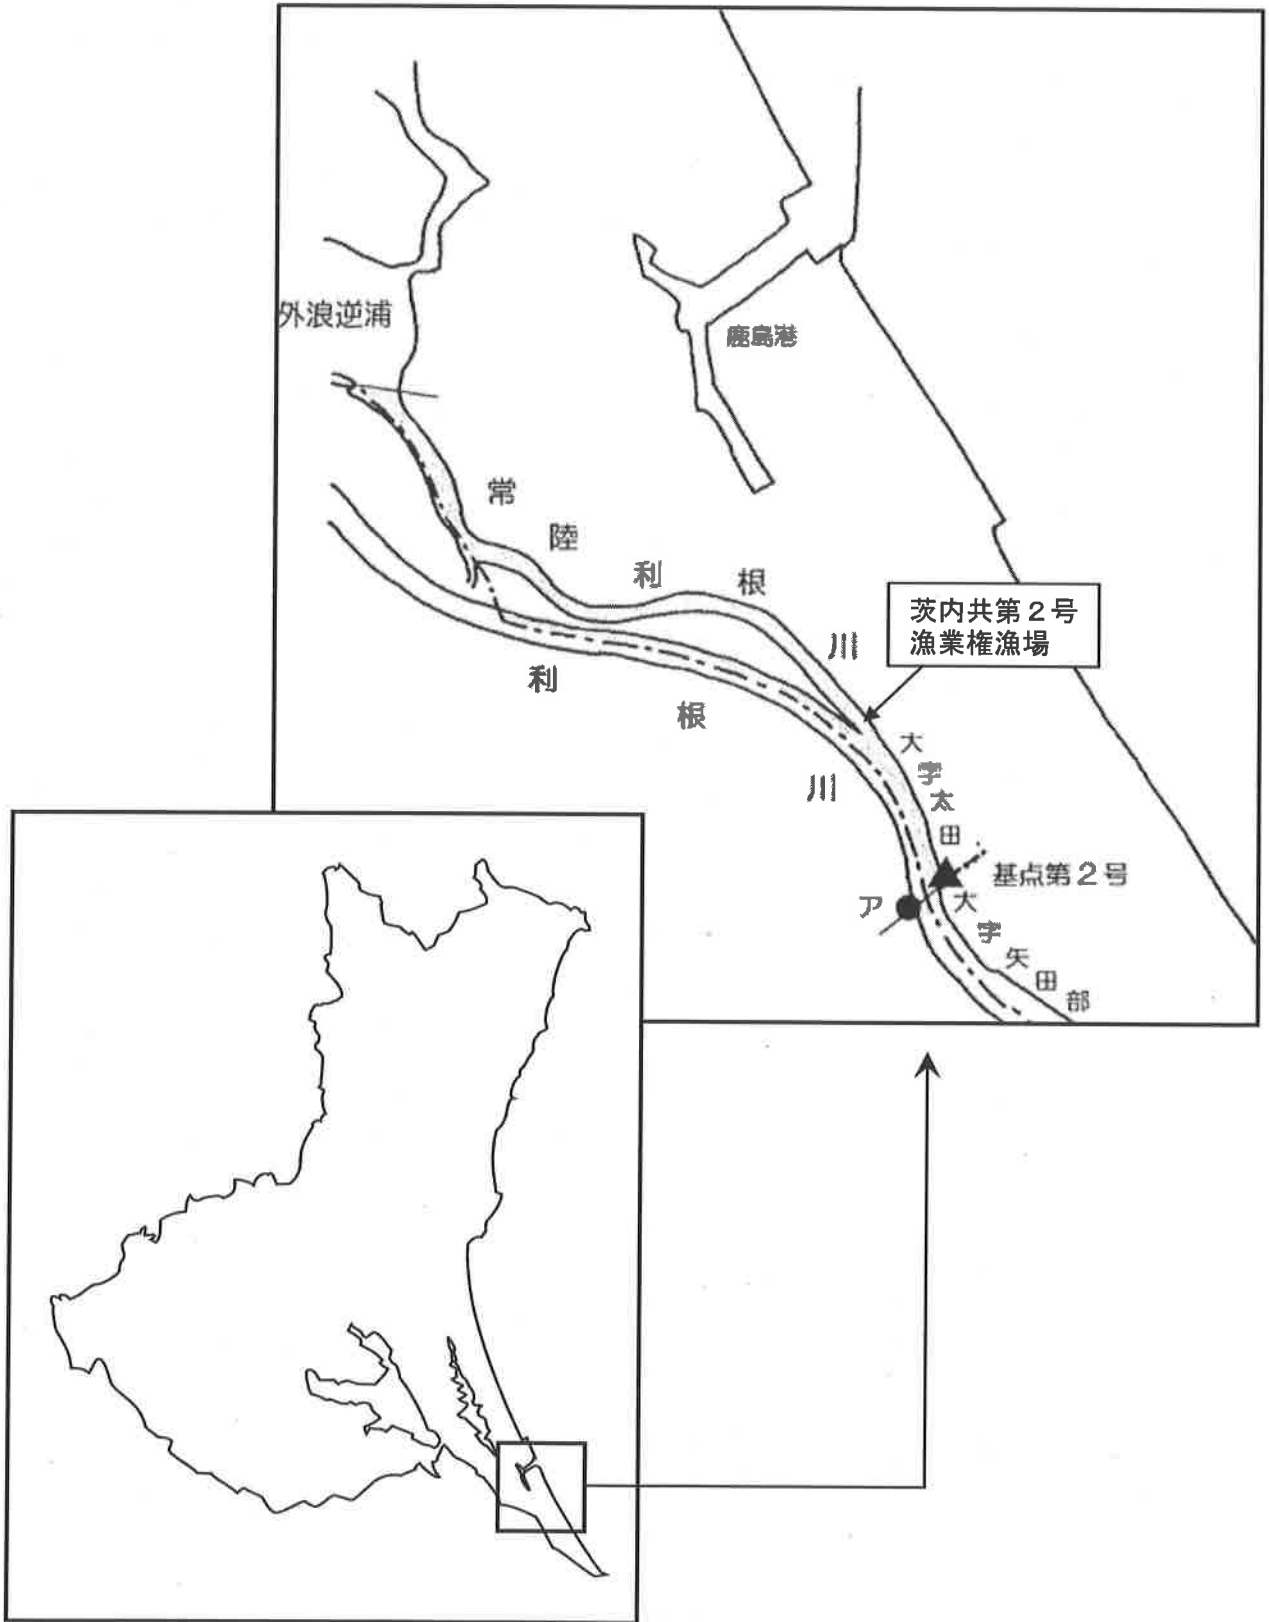 外浪逆浦
鹿島港
常陸利根川
茨内共第２号
漁業権漁場
利根川
大字太田
基点第２号
ア
大字矢田部